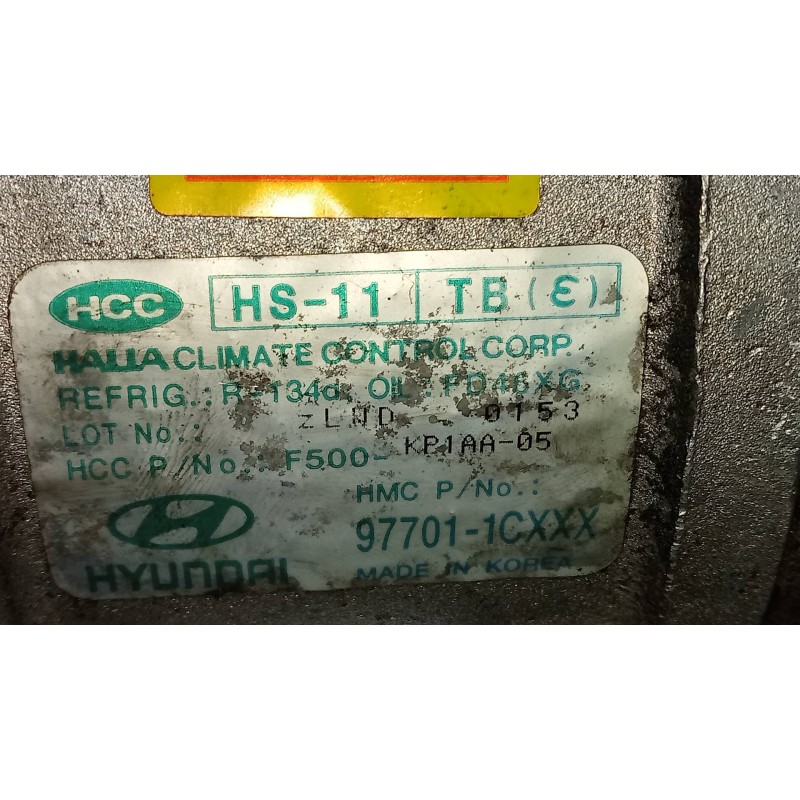 HCC HS-11 TB (ε)
HALLA CLIMATE CONTROL CORP.
REFRIG.: R-134a, OIL: FD46XG
LOT No.: zLND 0153
HCC P/No.: F500-KP1AA-05
HMC P/No.:
97701-1CXXX
HYUNDAI MADE IN KOREA